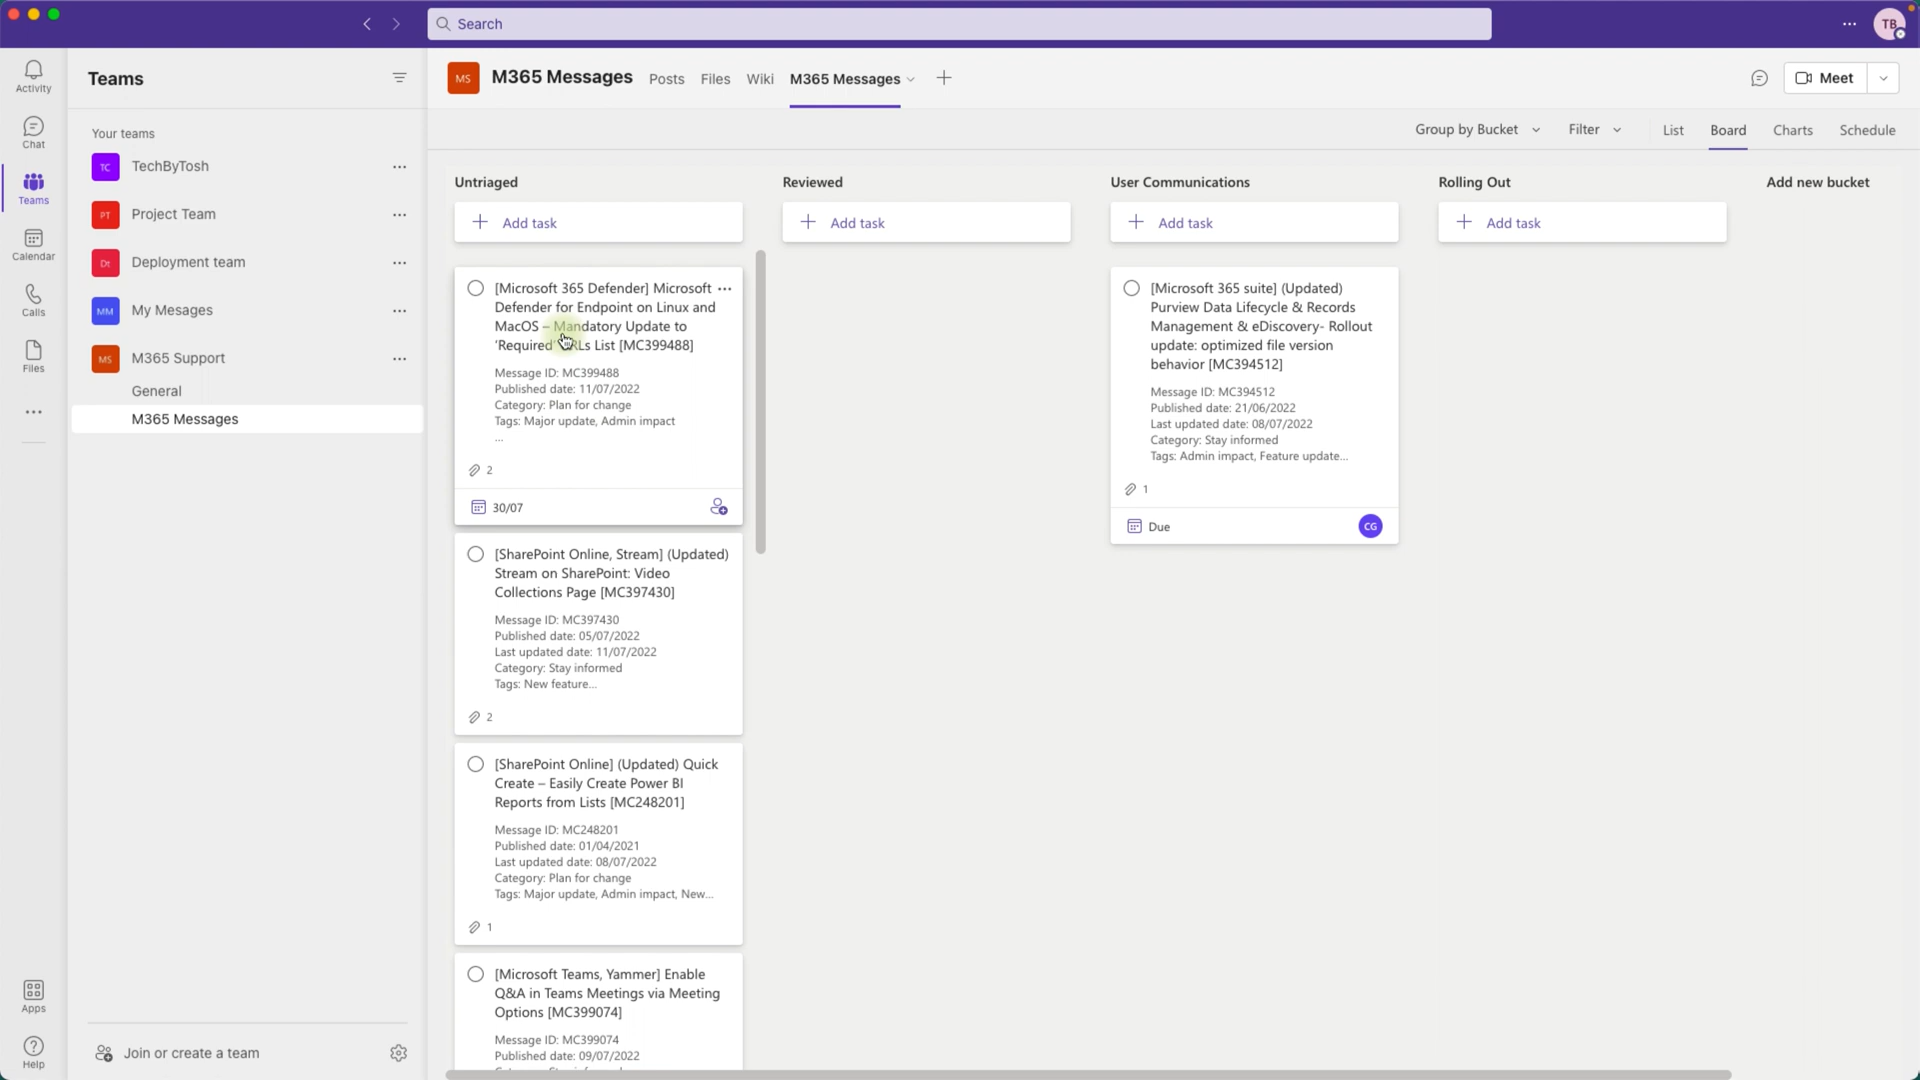 Search
TB
Activity
Chat
Teams
Calendar
Calls
Files
Apps
Help
Teams
Your teams
TC TechByTosh
PT Project Team
Dt Deployment team
MM My Mesages
MS M365 Support
General
M365 Messages
Join or create a team
MS M365 Messages Posts Files Wiki M365 Messages
Meet
Group by Bucket Filter List Board Charts Schedule
Untriaged
Add task
[Microsoft 365 Defender] Microsoft
Defender for Endpoint on Linux and
MacOS – Mandatory Update to
'Required' URLs List [MC399488]
Message ID: MC399488
Published date: 11/07/2022
Category: Plan for change
Tags: Major update, Admin impact
...
2
30/07
[SharePoint Online, Stream] (Updated)
Stream on SharePoint: Video
Collections Page [MC397430]
Message ID: MC397430
Published date: 05/07/2022
Last updated date: 11/07/2022
Category: Stay informed
Tags: New feature...
2
[SharePoint Online] (Updated) Quick
Create – Easily Create Power BI
Reports from Lists [MC248201]
Message ID: MC248201
Published date: 01/04/2021
Last updated date: 08/07/2022
Category: Plan for change
Tags: Major update, Admin impact, New...
1
[Microsoft Teams, Yammer] Enable
Q&A in Teams Meetings via Meeting
Options [MC399074]
Message ID: MC399074
Published date: 09/07/2022
Reviewed
Add task
User Communications
Add task
[Microsoft 365 suite] (Updated)
Purview Data Lifecycle & Records
Management & eDiscovery- Rollout
update: optimized file version
behavior [MC394512]
Message ID: MC394512
Published date: 21/06/2022
Last updated date: 08/07/2022
Category: Stay informed
Tags: Admin impact, Feature update...
1
Due
CG
Rolling Out
Add task
Add new bucket